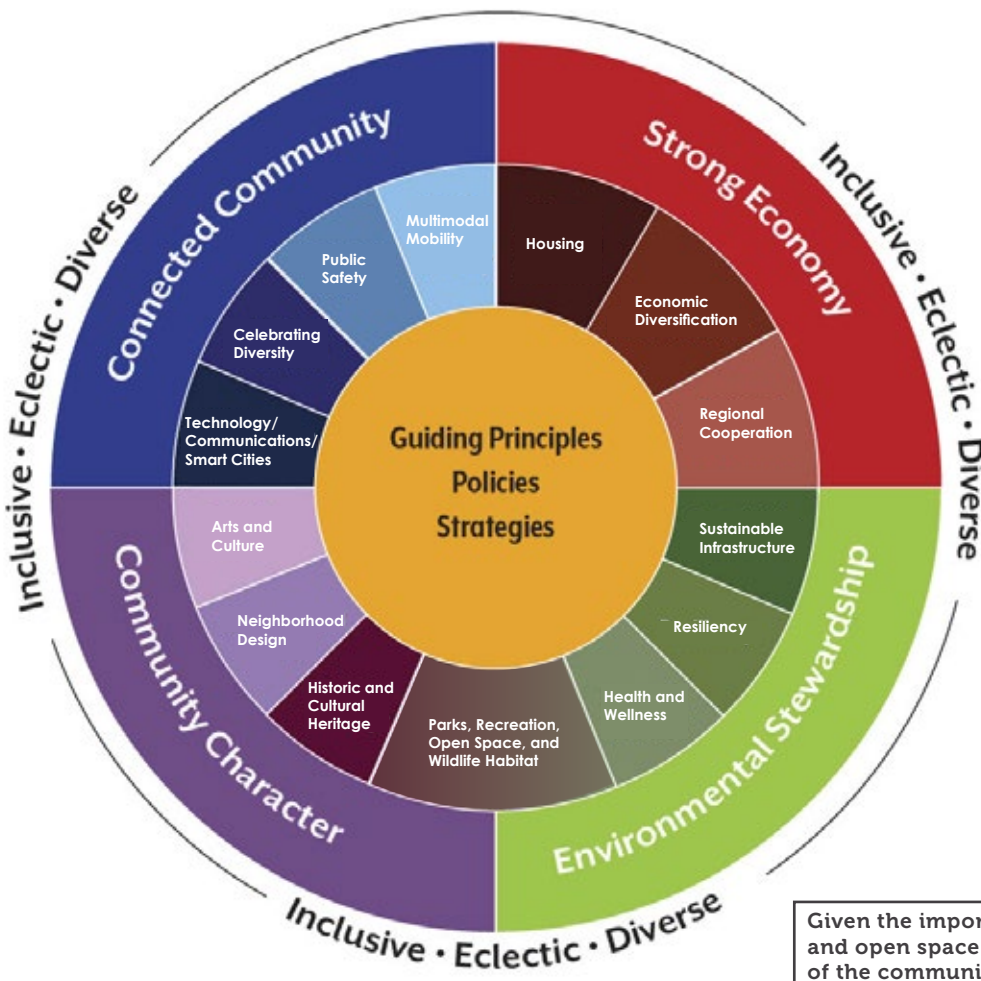 Inclusive • Eclectic • Diverse
Inclusive • Eclectic • Diverse
Connected Community
Strong Economy
Multimodal
Mobility
Public
Safety
Celebrating
Diversity
Technology/
Communications/
Smart Cities
Housing
Economic
Diversification
Regional
Cooperation
Guiding Principles
Policies
Strategies
Arts and
Culture
Neighborhood
Design
Historic and
Cultural
Heritage
Parks, Recreation,
Open Space, and
Wildlife Habitat
Health and
Wellness
Resiliency
Sustainable
Infrastructure
Community Character
Environmental Stewardship
Inclusive • Eclectic • Diverse
Given the impor
and open space
of the communi